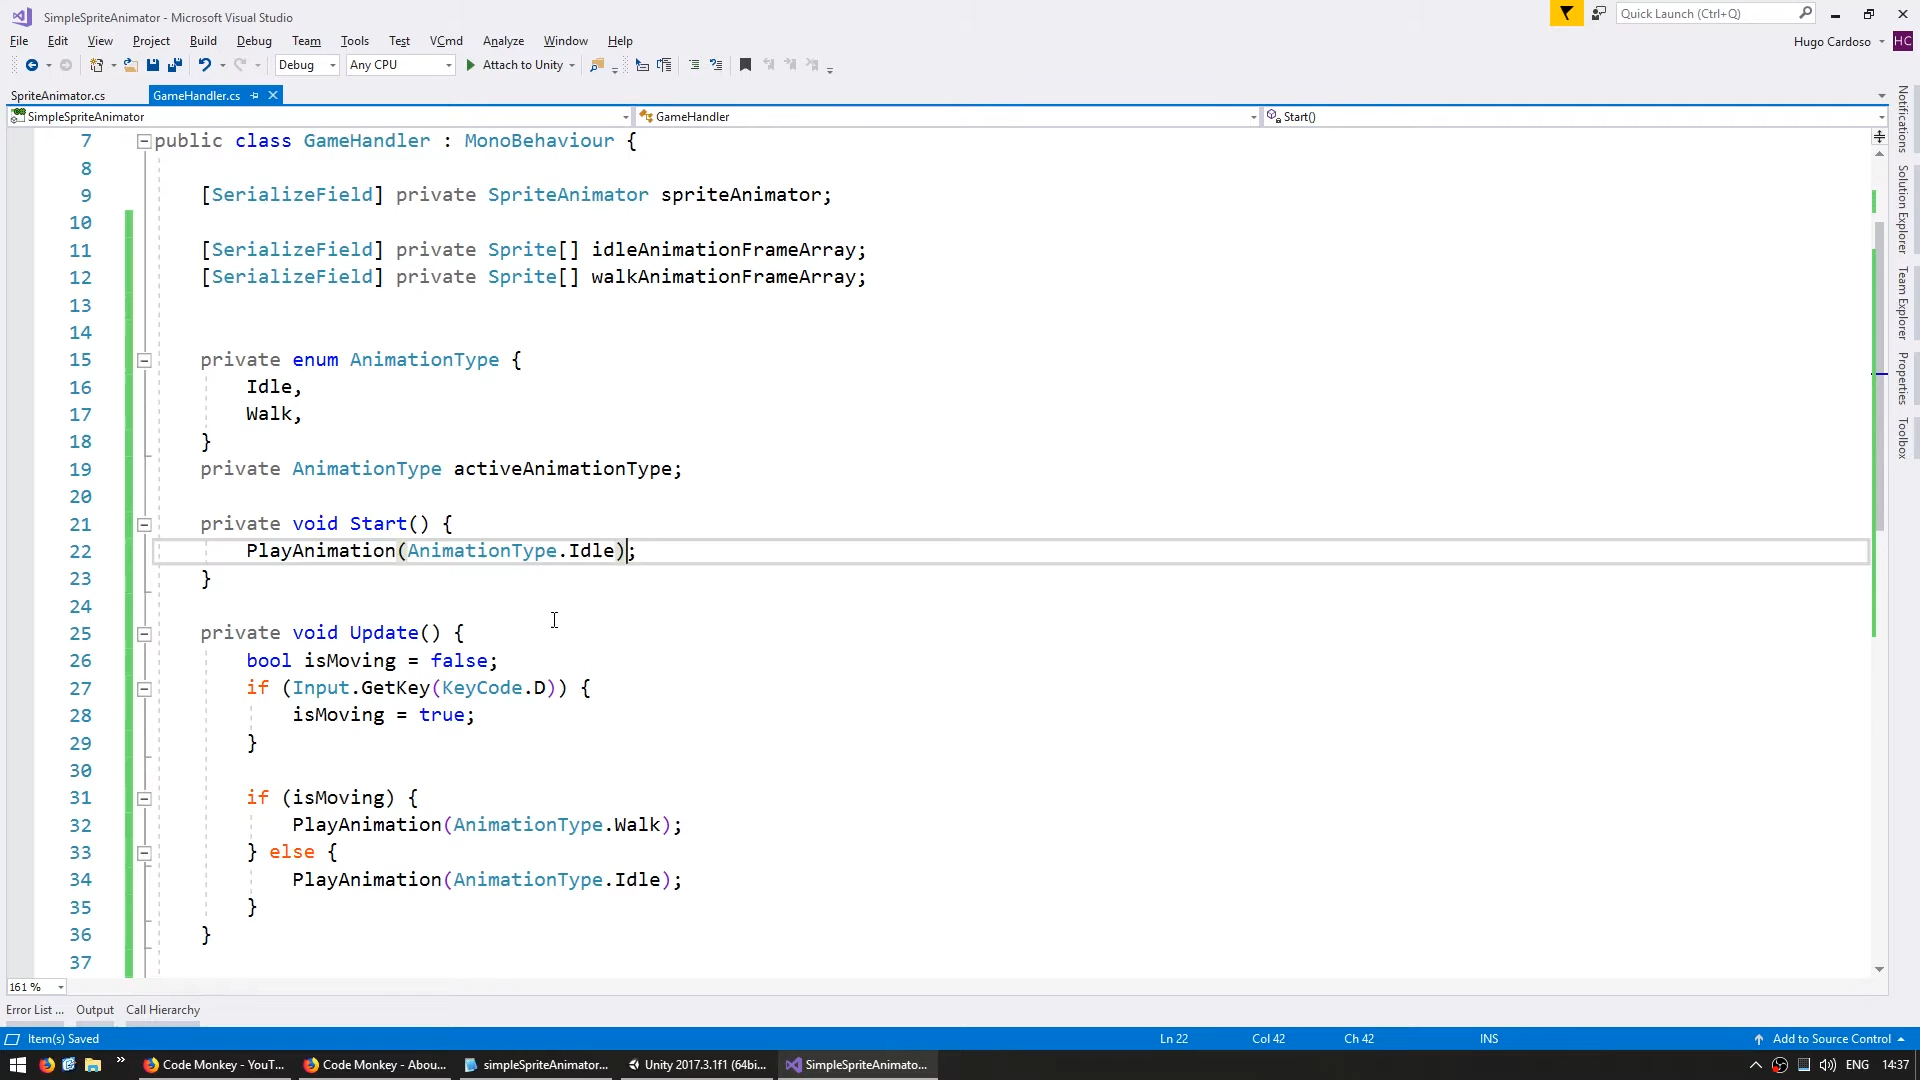 SimpleSpriteAnimator - Microsoft Visual Studio
Quick Launch (Ctrl+Q)
File Edit View Project Build Debug Team Tools Test VCmd Analyze Window Help
Hugo Cardoso HC
Debug Any CPU Attach to Unity
SpriteAnimator.cs GameHandler.cs
SimpleSpriteAnimator GameHandler Start()
7 public class GameHandler : MonoBehaviour {
8
9 [SerializeField] private SpriteAnimator spriteAnimator;
10
11 [SerializeField] private Sprite[] idleAnimationFrameArray;
12 [SerializeField] private Sprite[] walkAnimationFrameArray;
13
14
15 private enum AnimationType {
16 Idle,
17 Walk,
18 }
19 private AnimationType activeAnimationType;
20
21 private void Start() {
22 PlayAnimation(AnimationType.Idle);
23 }
24
25 private void Update() {
26 bool isMoving = false;
27 if (Input.GetKey(KeyCode.D)) {
28 isMoving = true;
29 }
30
31 if (isMoving) {
32 PlayAnimation(AnimationType.Walk);
33 } else {
34 PlayAnimation(AnimationType.Idle);
35 }
36 }
37
Notifications
Solution Explorer
Team Explorer
Properties
Toolbox
161 %
Error List ... Output Call Hierarchy
Item(s) Saved Ln 22 Col 42 Ch 42 INS Add to Source Control
Code Monkey - YouT... Code Monkey - Abou... simpleSpriteAnimator... Unity 2017.3.1f1 (64bi... SimpleSpriteAnimato... ENG 14:37